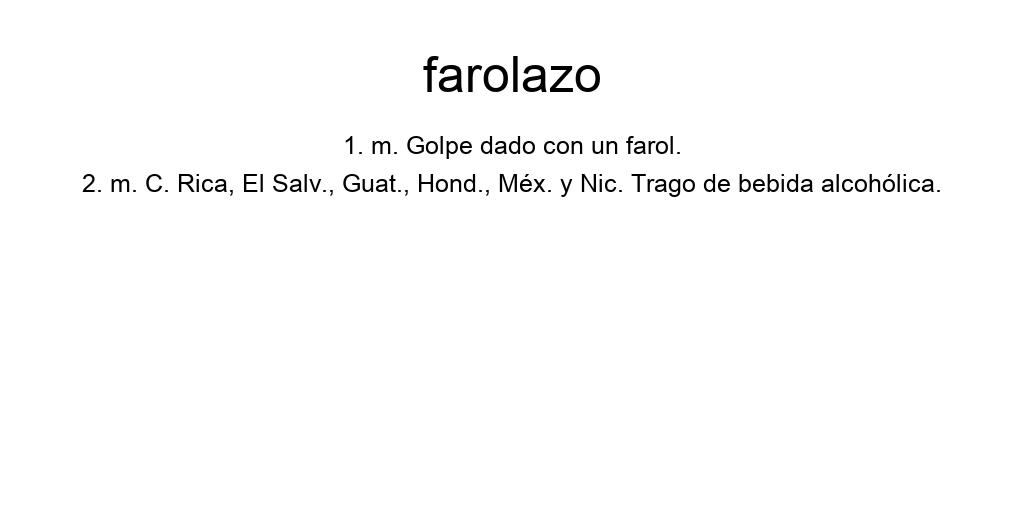 farolazo
1. m. Golpe dado con un farol.
2. m. C. Rica, El Salv., Guat., Hond., Méx. y Nic. Trago de bebida alcohólica.